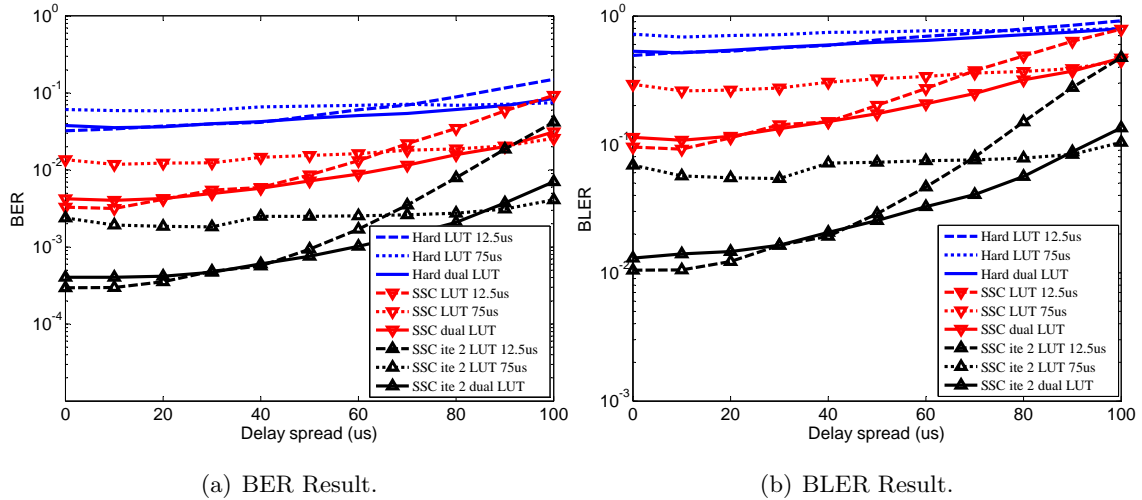 10^0
10^-1
10^-2
10^-3
10^-4
BER
0 20 40 60 80 100
Delay spread (us)
Hard LUT 12.5us
Hard LUT 75us
Hard dual LUT
SSC LUT 12.5us
SSC LUT 75us
SSC dual LUT
SSC ite 2 LUT 12.5us
SSC ite 2 LUT 75us
SSC ite 2 dual LUT
(a) BER Result.
10^0
10^-1
10^-2
10^-3
BLER
0 20 40 60 80 100
Delay spread (us)
Hard LUT 12.5us
Hard LUT 75us
Hard dual LUT
SSC LUT 12.5us
SSC LUT 75us
SSC dual LUT
SSC ite 2 LUT 12.5us
SSC ite 2 LUT 75us
SSC ite 2 dual LUT
(b) BLER Result.